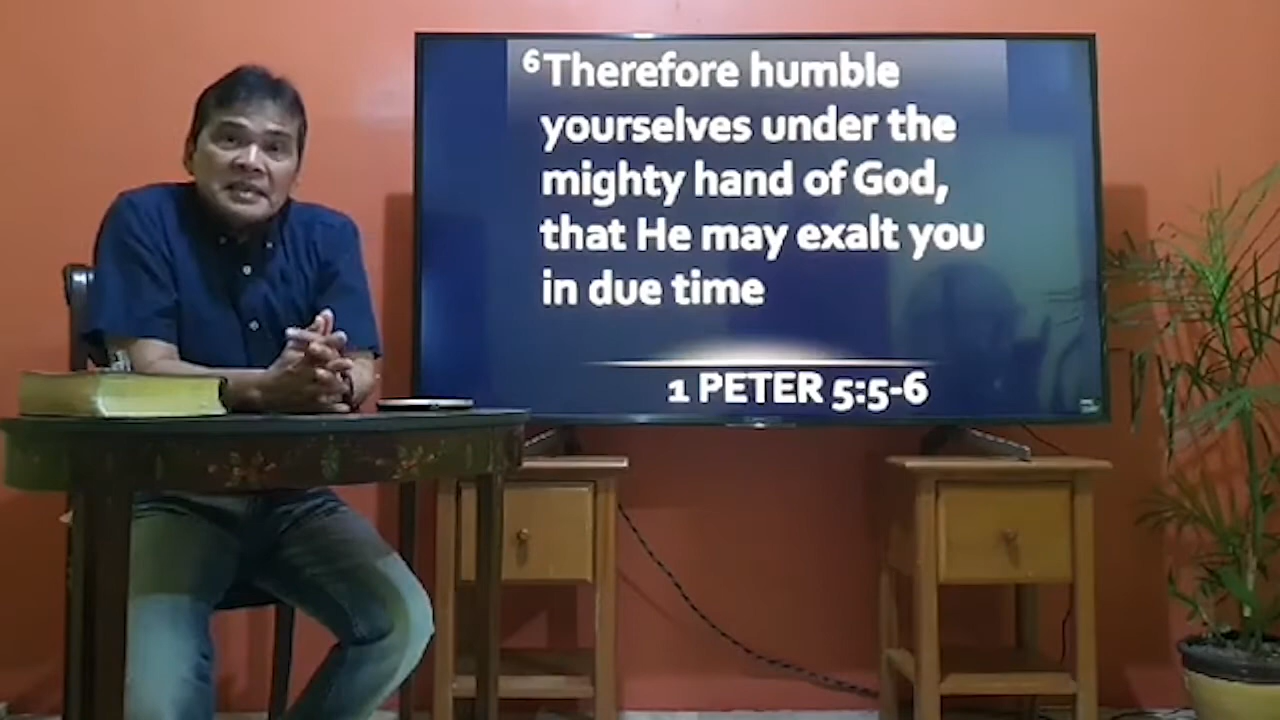 6Therefore humble
yourselves under the
mighty hand of God,
that He may exalt you
in due time
1 PETER 5:5-6